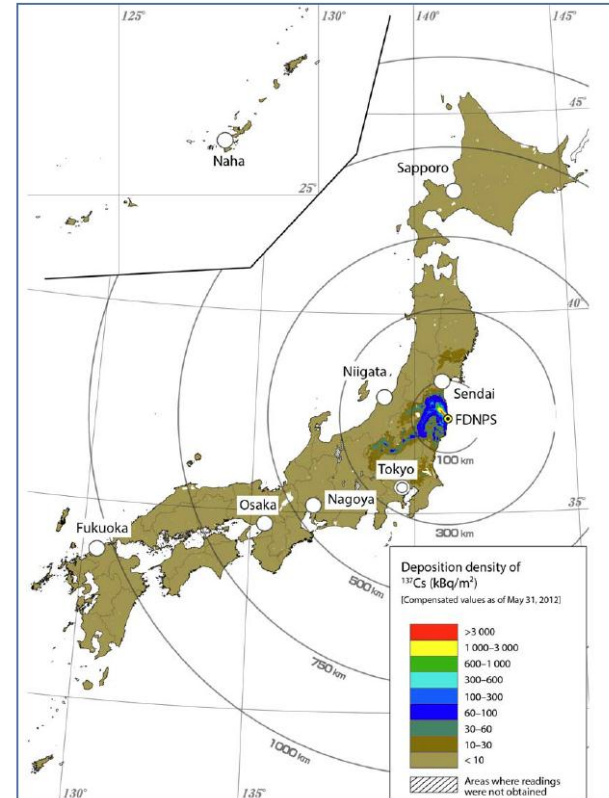 125°
130°
140°
145°
45°
Naha
25°
Sapporo
40°
Niigata
Sendai
FDNPS
100 km
Tokyo
Nagoya
Osaka
35°
Fukuoka
300 km
500 km
750 km
1000 km
130°
135°
Deposition density of
¹³⁷Cs (kBq/m²)
[Compensated values as of May 31, 2012]
>3 000
1 000–3 000
600–1 000
300–600
100–300
60–100
30–60
10–30
< 10
Areas where readings
were not obtained